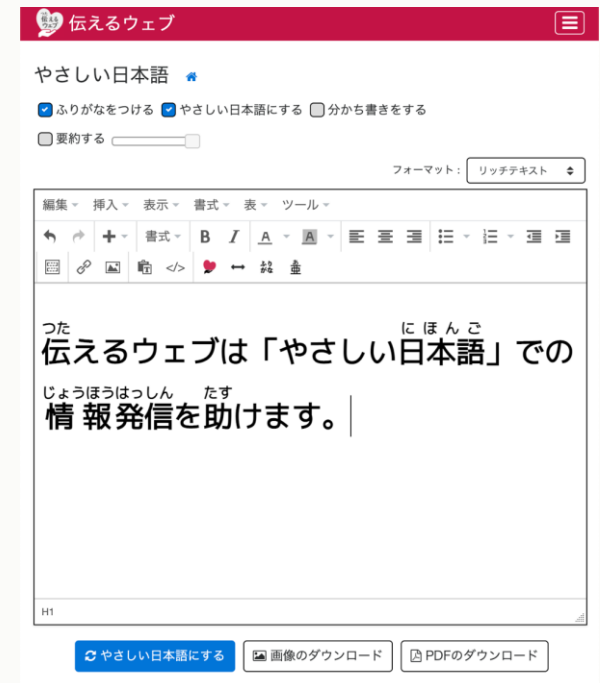 伝えるウェブ
やさしい日本語
ふりがなをつける やさしい日本語にする 分かち書きをする
要約する
フォーマット： リッチテキスト
編集 挿入 表示 書式 表 ツール
書式 B I A A
つた にほんご
伝えるウェブは「やさしい日本語」での
じょうほうはっしん たす
情報発信を助けます。
H1
やさしい日本語にする 画像のダウンロード PDFのダウンロード